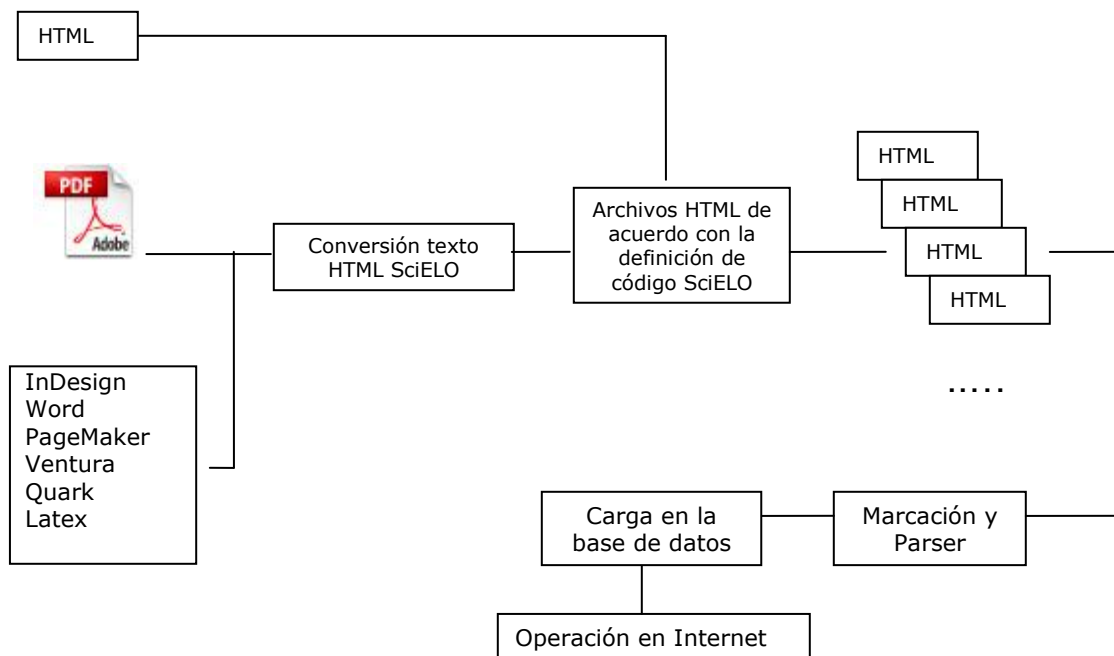 HTML
PDF
Adobe
Conversión texto
HTML SciELO
Archivos HTML de
acuerdo con la
definición de
código SciELO
HTML
HTML
HTML
HTML
.....
InDesign
Word
PageMaker
Ventura
Quark
Latex
Carga en la
base de datos
Marcación y
Parser
Operación en Internet